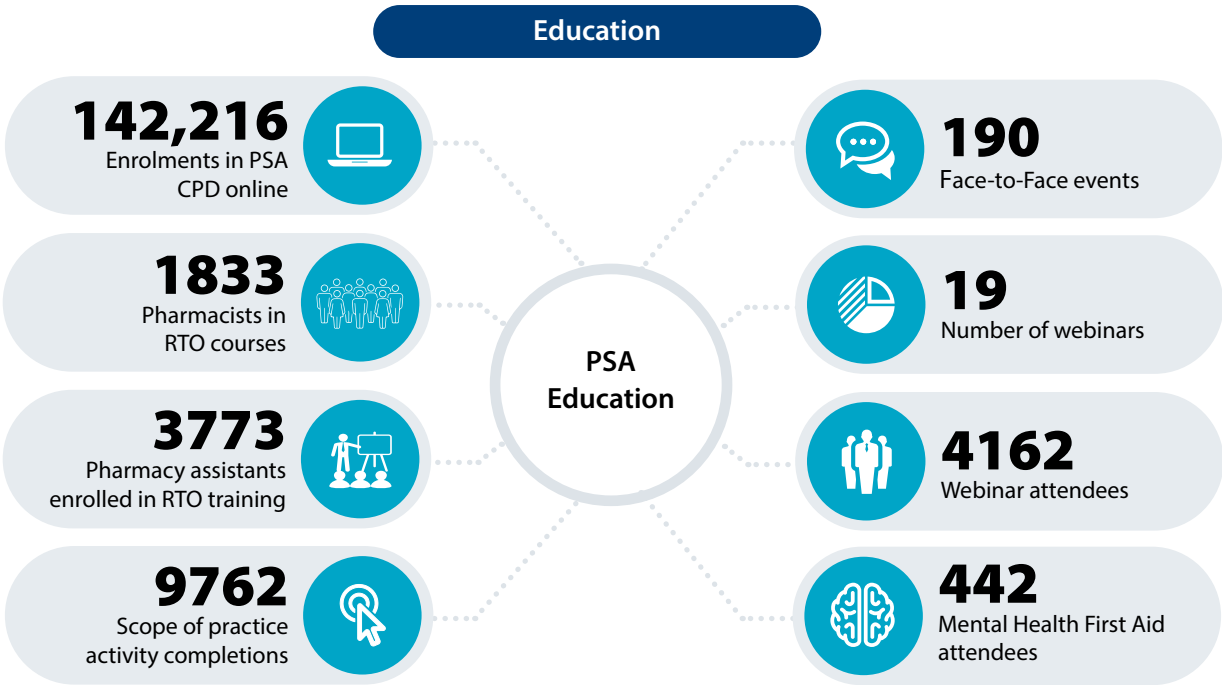 Education
142,216
Enrolments in PSA
CPD online
1833
Pharmacists in
RTO courses
3773
Pharmacy assistants
enrolled in RTO training
9762
Scope of practice
activity completions
PSA
Education
190
Face-to-Face events
19
Number of webinars
4162
Webinar attendees
442
Mental Health First Aid
attendees